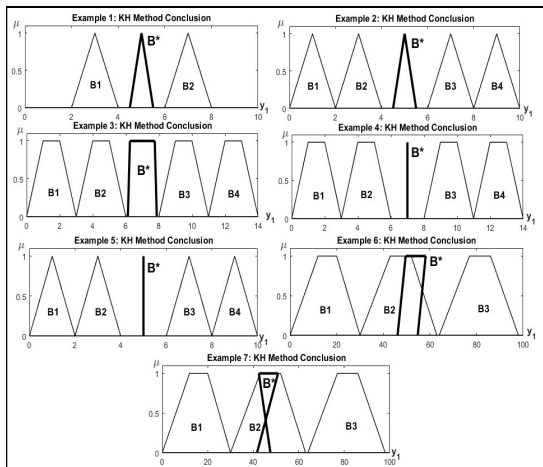 Example 1: KH Method Conclusion
μ
1
0.5
0
B1
B*
B2
0 2 4 6 8 10 y1
Example 2: KH Method Conclusion
μ
1
0.5
0
B1
B2
B*
B3
B4
0 2 4 6 8 10 y1
Example 3: KH Method Conclusion
μ
1
0.5
0
B1
B2
B*
B3
B4
0 2 4 6 8 10 12 14 y1
Example 4: KH Method Conclusion
μ
1
0.5
0
B1
B2
B*
B3
B4
0 2 4 6 8 10 12 14 y1
Example 5: KH Method Conclusion
μ
1
0.5
0
B1
B2
B*
B3
B4
0 2 4 6 8 10 y1
Example 6: KH Method Conclusion
μ
1
0.5
0
B1
B2
B*
B3
0 20 40 60 80 100 y1
Example 7: KH Method Conclusion
μ
1
0.5
0
B1
B2
B*
B3
0 20 40 60 80 100 y1